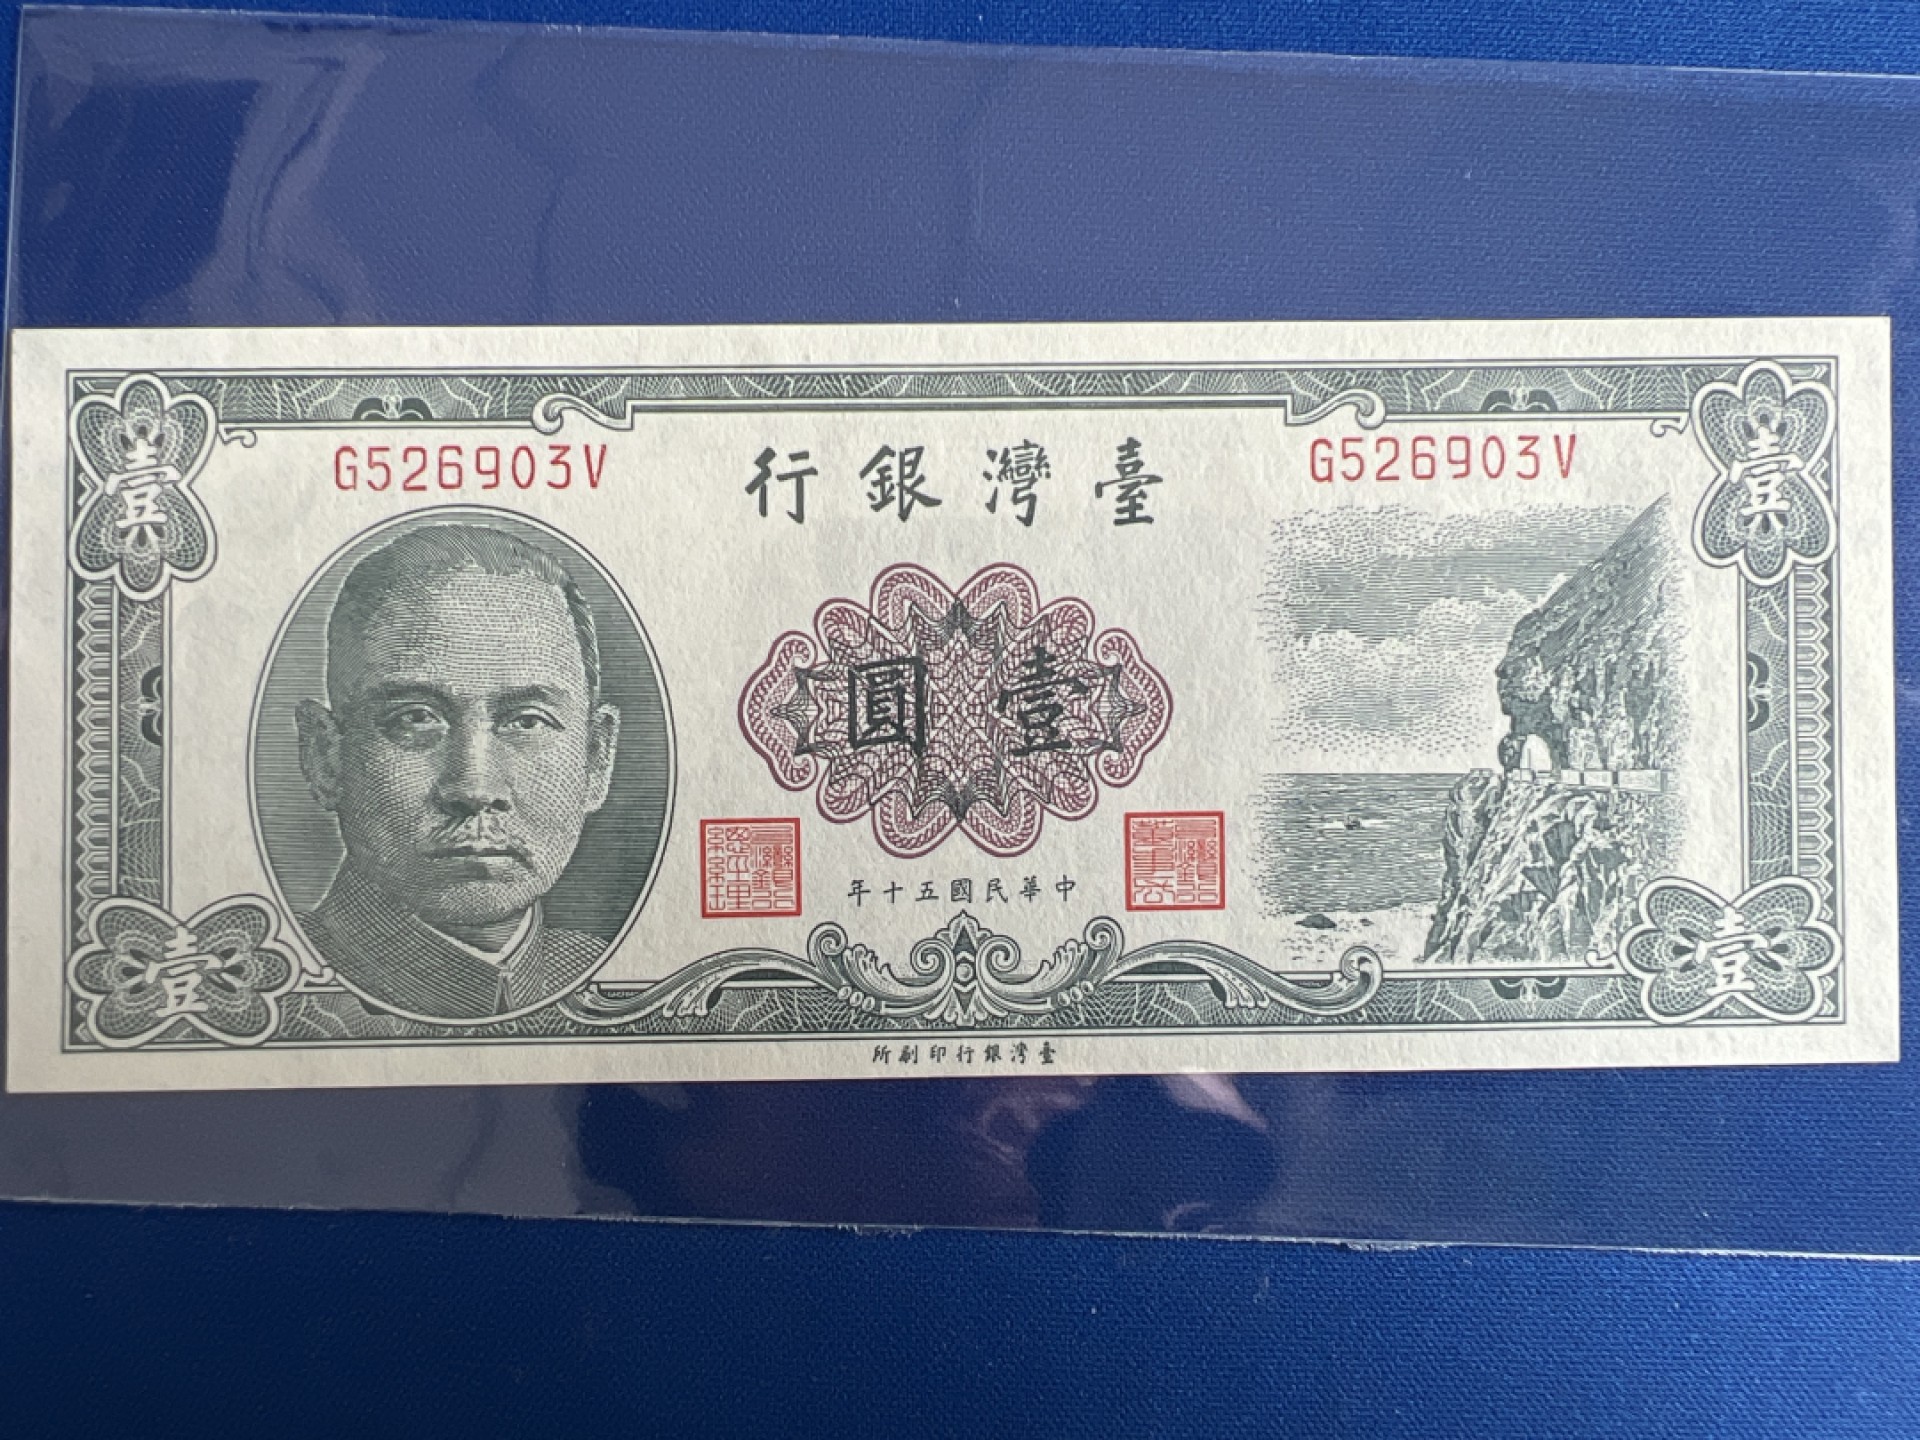 G526903V
臺灣銀行
G526903V
壹
壹
壹圓
中華民國五十年
壹
壹
臺灣銀行印刷所